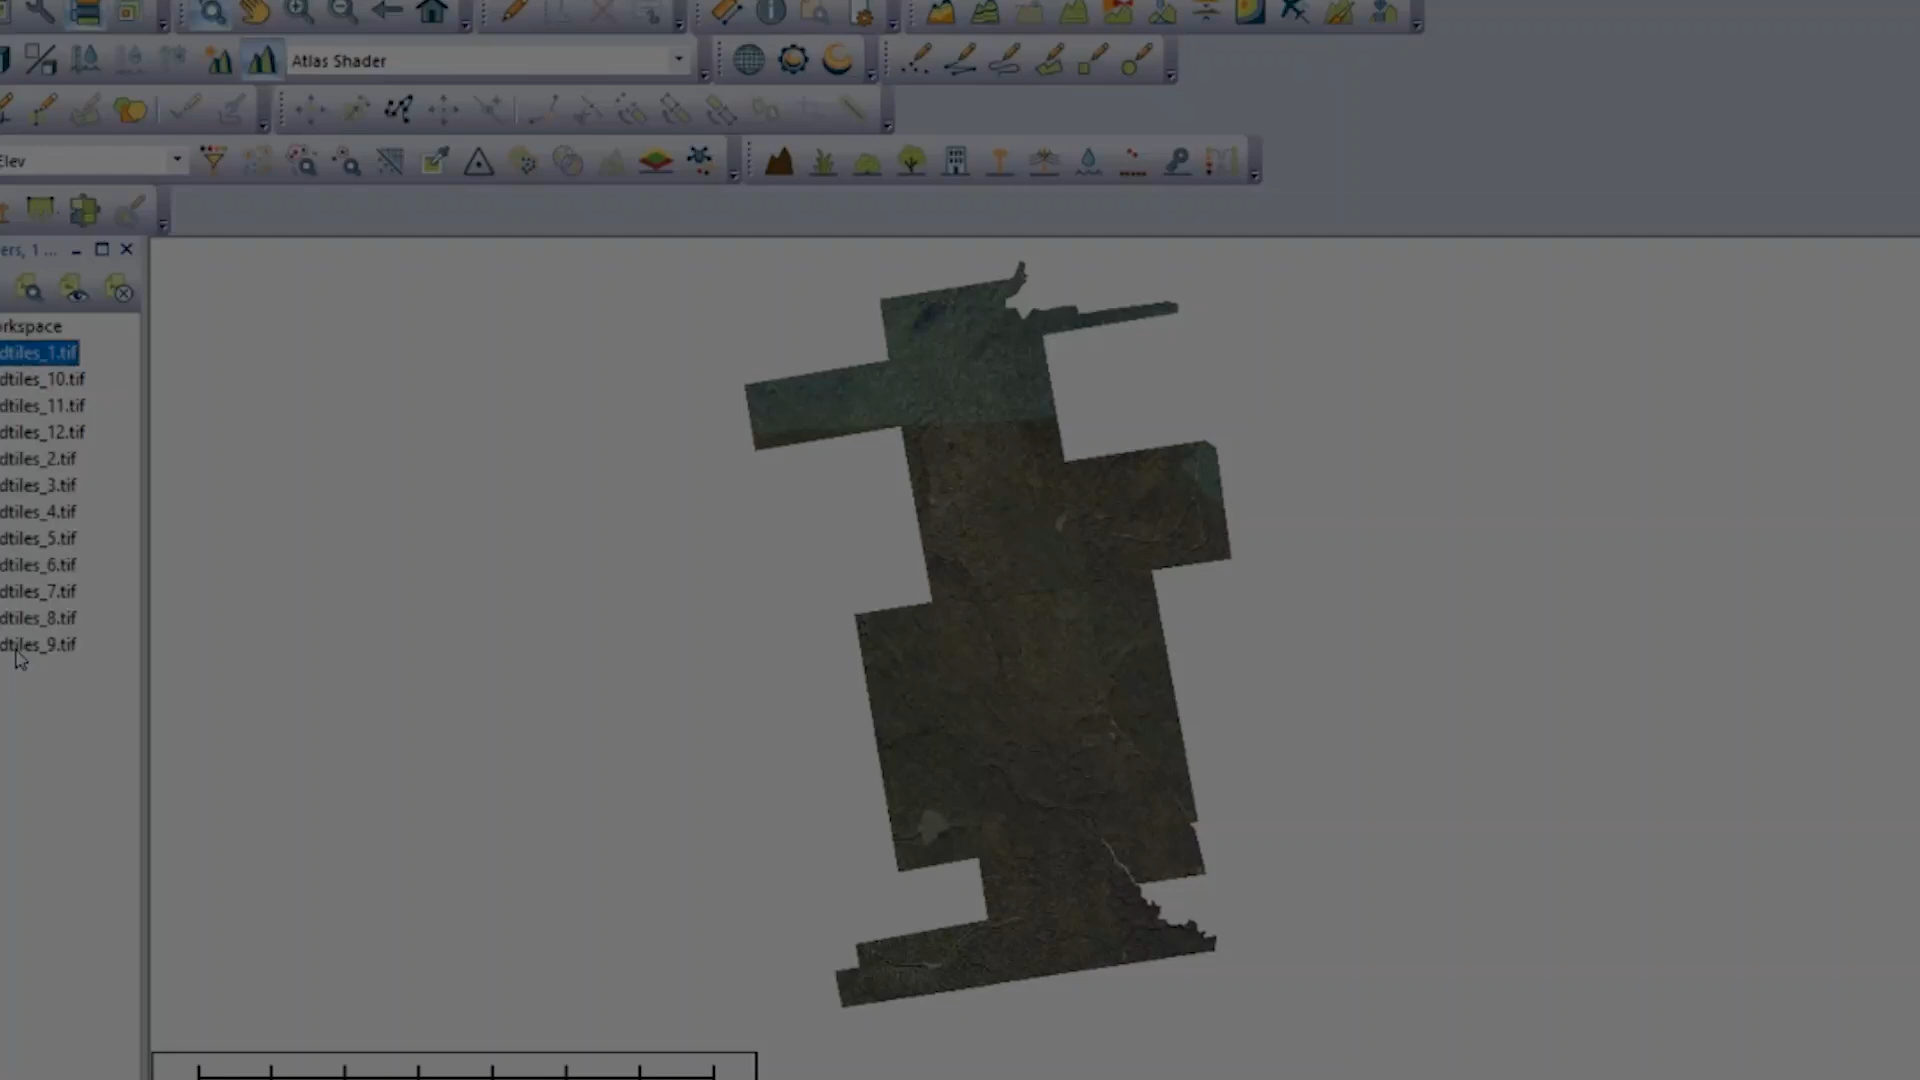 Atlas Shader
Elev
ers, 1 ...
orkspace
dtiles_1.tif
dtiles_10.tif
dtiles_11.tif
dtiles_12.tif
dtiles_2.tif
dtiles_3.tif
dtiles_4.tif
dtiles_5.tif
dtiles_6.tif
dtiles_7.tif
dtiles_8.tif
dtiles_9.tif